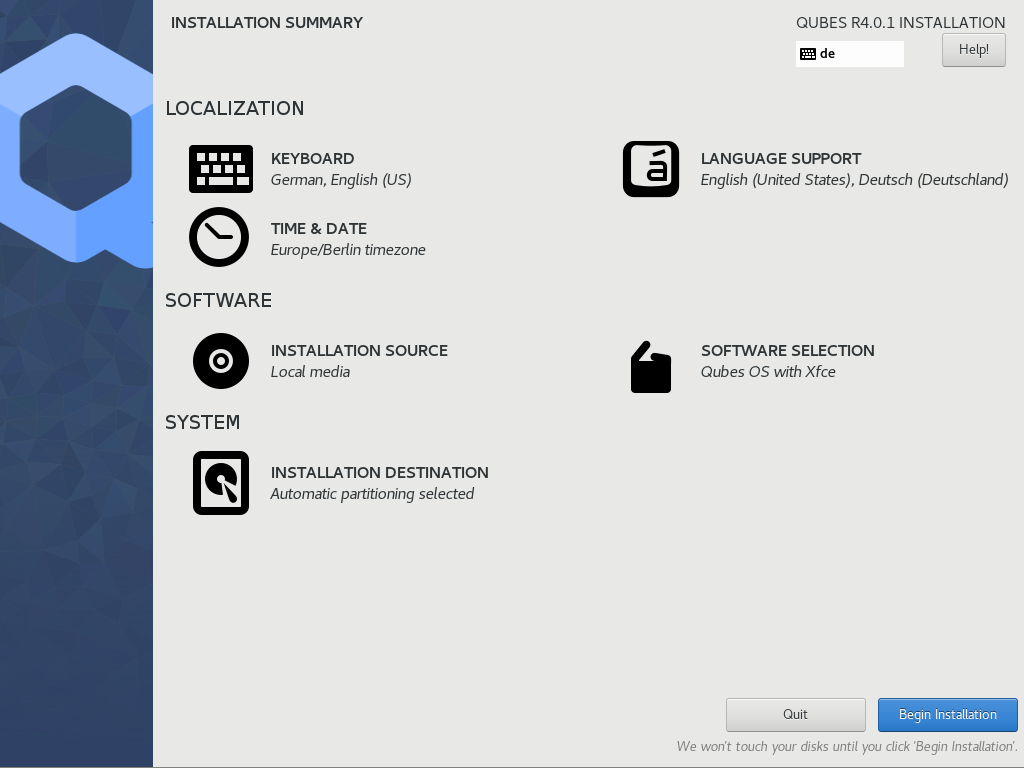 INSTALLATION SUMMARY
QUBES R4.0.1 INSTALLATION
de
Help!
LOCALIZATION
KEYBOARD
German, English (US)
LANGUAGE SUPPORT
English (United States), Deutsch (Deutschland)
TIME & DATE
Europe/Berlin timezone
SOFTWARE
INSTALLATION SOURCE
Local media
SOFTWARE SELECTION
Qubes OS with Xfce
SYSTEM
INSTALLATION DESTINATION
Automatic partitioning selected
Quit
Begin Installation
We won't touch your disks until you click 'Begin Installation'.